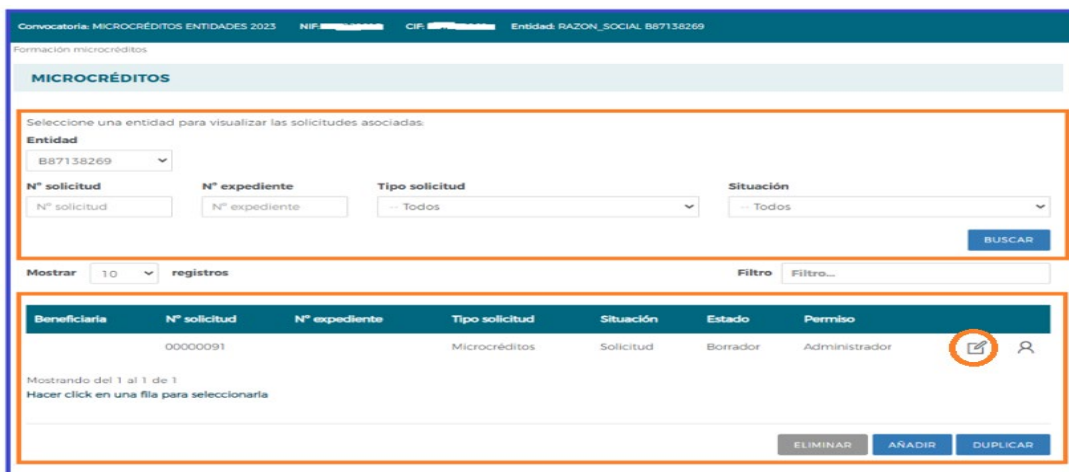 Convocatoria: MICROCRÉDITOS ENTIDADES 2023 NIF: CIF: Entidad: RAZON_SOCIAL B87138269
Formación microcréditos
MICROCRÉDITOS
Seleccione una entidad para visualizar las solicitudes asociadas.
Entidad
B87138269
Nº solicitud Nº expediente Tipo solicitud Situación
Nº solicitud Nº expediente -- Todos -- Todos
BUSCAR
Mostrar 10 registros Filtro Filtro...
Beneficiaria Nº solicitud Nº expediente Tipo solicitud Situación Estado Permiso
00000091 Microcréditos Solicitud Borrador Administrador
Mostrando del 1 al 1 de 1
Hacer click en una fila para seleccionarla
ELIMINAR AÑADIR DUPLICAR